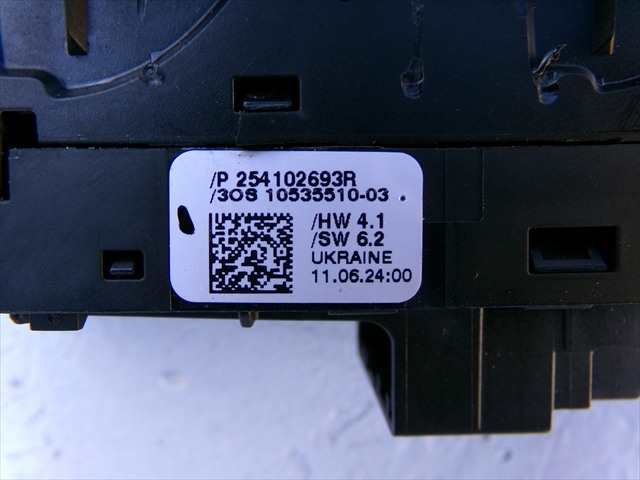 /P 254102693R
/3OS 10535510-03
/HW 4.1
/SW 6.2
UKRAINE
11.06.24:00